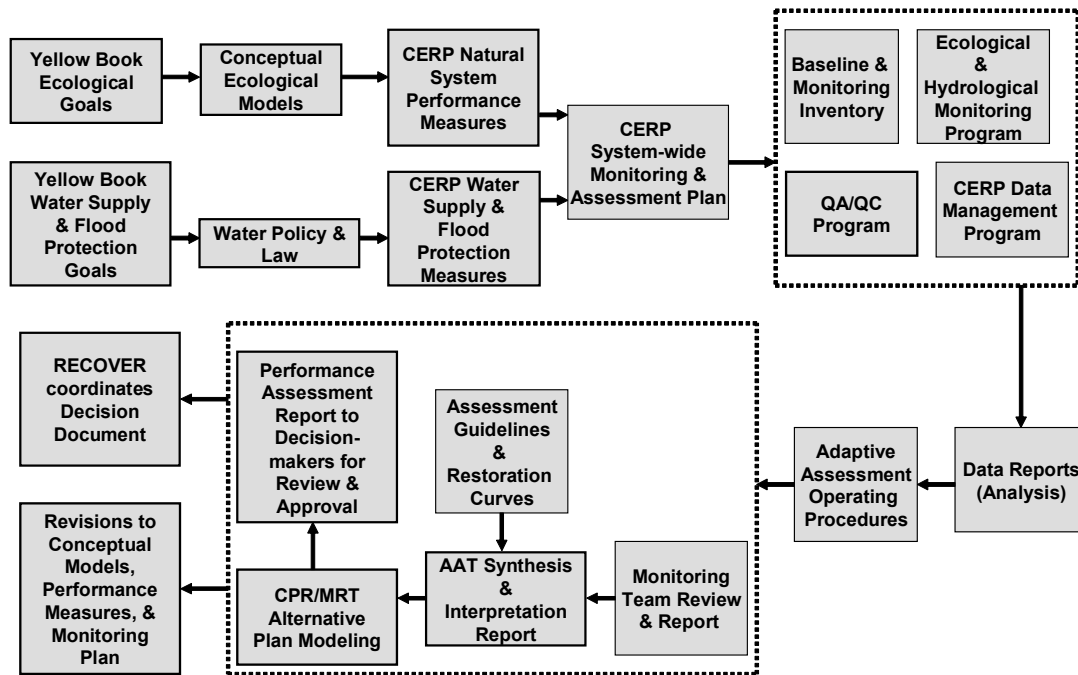 Yellow Book
Ecological
Goals
Conceptual
Ecological
Models
CERP Natural
System
Performance
Measures
CERP
System-wide
Monitoring &
Assessment Plan
Baseline &
Monitoring
Inventory
Ecological
&
Hydrological
Monitoring
Program
Yellow Book
Water Supply
& Flood
Protection
Goals
Water Policy &
Law
CERP Water
Supply &
Flood
Protection
Measures
QA/QC
Program
CERP Data
Management
Program
RECOVER
coordinates
Decision
Document
Performance
Assessment
Report to
Decision-
makers for
Review &
Approval
Assessment
Guidelines
&
Restoration
Curves
Adaptive
Assessment
Operating
Procedures
Data Reports
(Analysis)
Revisions to
Conceptual
Models,
Performance
Measures, &
Monitoring
Plan
CPR/MRT
Alternative
Plan Modeling
AAT Synthesis
&
Interpretation
Report
Monitoring
Team Review
& Report